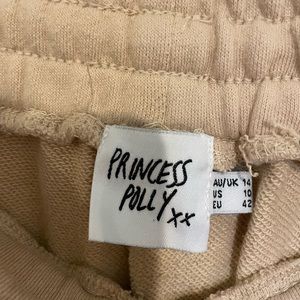 PRINCESS
POLLY xx
AU/UK 14
US 10
EU 42